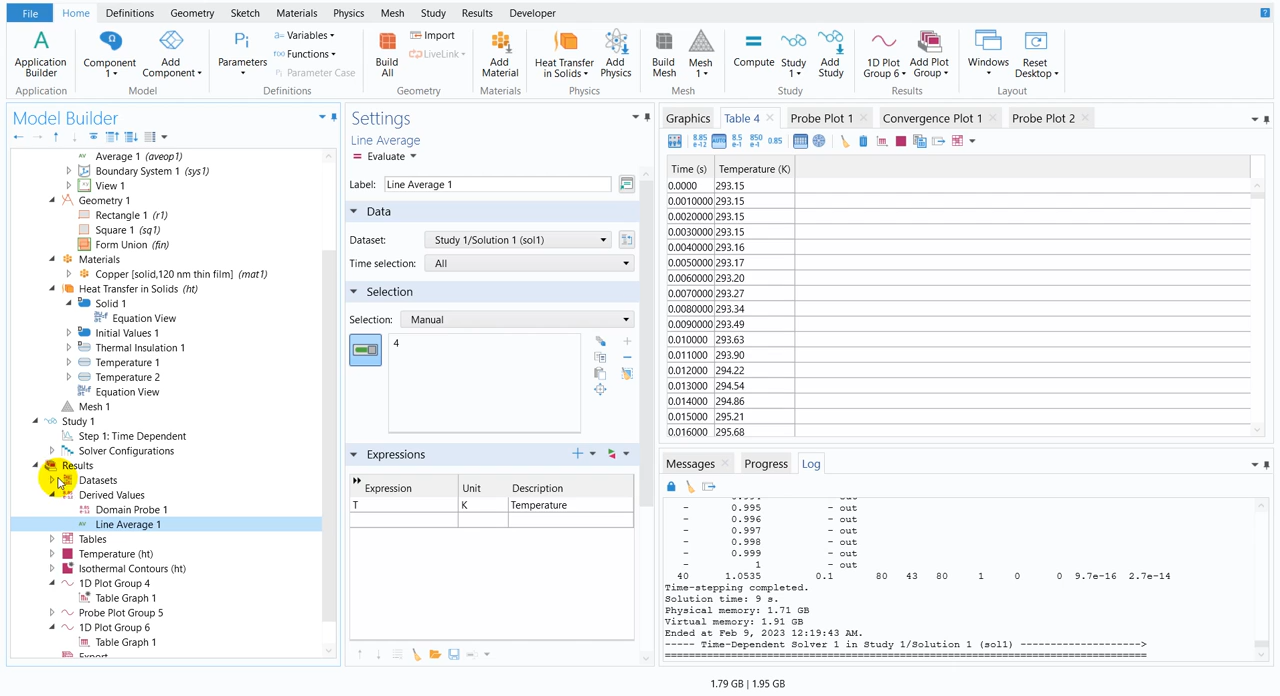 File Home Definitions Geometry Sketch Materials Physics Mesh Study Results Developer
Application Builder
Component 1
Add Component
Parameters
a= Variables
f(x) Functions
Pi Parameter Case
Build All
Import
LiveLink
Add Material
Heat Transfer in Solids
Add Physics
Build Mesh
Mesh 1
Compute
Study 1
Add Study
1D Plot Group 6
Add Plot Group
Windows
Reset Desktop
Application Model Definitions Geometry Materials Physics Mesh Study Results Layout
Model Builder
Average 1 (aveop1)
Boundary System 1 (sys1)
View 1
Geometry 1
Rectangle 1 (r1)
Square 1 (sq1)
Form Union (fin)
Materials
Copper [solid,120 nm thin film] (mat1)
Heat Transfer in Solids (ht)
Solid 1
Equation View
Initial Values 1
Thermal Insulation 1
Temperature 1
Temperature 2
Equation View
Mesh 1
Study 1
Step 1: Time Dependent
Solver Configurations
Results
Datasets
Derived Values
Domain Probe 1
Line Average 1
Tables
Temperature (ht)
Isothermal Contours (ht)
1D Plot Group 4
Table Graph 1
Probe Plot Group 5
1D Plot Group 6
Table Graph 1
Export
Settings
Line Average
= Evaluate
Label: Line Average 1
Data
Dataset: Study 1/Solution 1 (sol1)
Time selection: All
Selection
Selection: Manual
4
Expressions
Expression Unit Description
T K Temperature
Graphics Table 4 Probe Plot 1 Convergence Plot 1 Probe Plot 2
8.85 e-12 AUTO 8.5 e-1 850 e-1 0.85
Time (s) Temperature (K)
0.0000 293.15
0.0010000 293.15
0.0020000 293.15
0.0030000 293.15
0.0040000 293.16
0.0050000 293.17
0.0060000 293.20
0.0070000 293.27
0.0080000 293.34
0.0090000 293.49
0.010000 293.63
0.011000 293.90
0.012000 294.22
0.013000 294.54
0.014000 294.86
0.015000 295.21
0.016000 295.68
Messages Progress Log
- 0.995 - out
- 0.996 - out
- 0.997 - out
- 0.998 - out
- 0.999 - out
- 1 - out
40 1.0535 0.1 80 43 80 1 0 0 9.7e-16 2.7e-14
Time-stepping completed.
Solution time: 9 s.
Physical memory: 1.71 GB
Virtual memory: 1.91 GB
Ended at Feb 9, 2023 12:19:43 AM.
----- Time-Dependent Solver 1 in Study 1/Solution 1 (sol1) -------------------->
1.79 GB | 1.95 GB